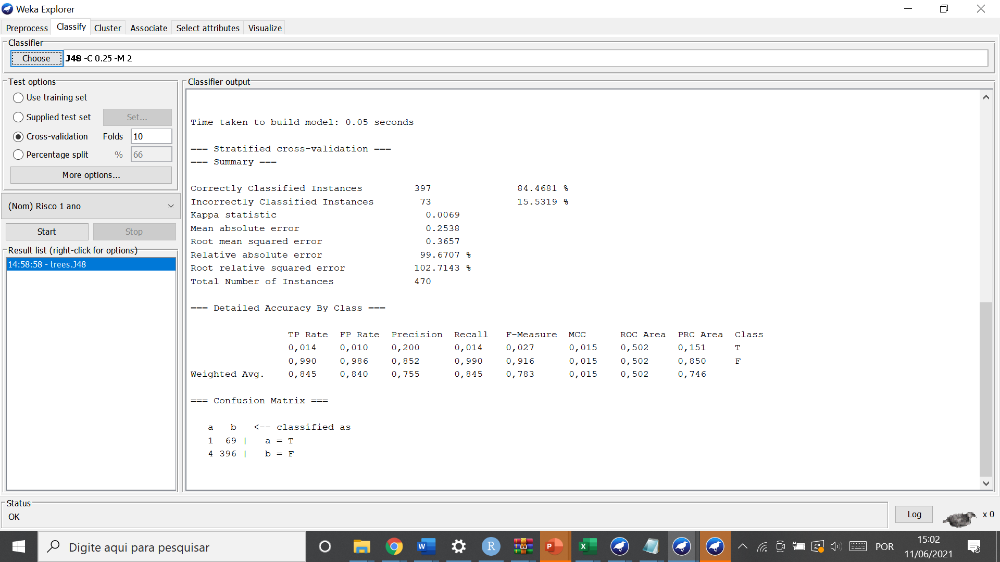 Weka Explorer
Preprocess Classify Cluster Associate Select attributes Visualize
Classifier
Choose J48 -C 0.25 -M 2
Test options
Use training set
Supplied test set Set...
Cross-validation Folds 10
Percentage split % 66
More options...
(Nom) Risco 1 ano
Start Stop
Result list (right-click for options)
14:58:58 - trees.J48
Classifier output
Time taken to build model: 0.05 seconds
=== Stratified cross-validation ===
=== Summary ===
Correctly Classified Instances 397 84.4681 %
Incorrectly Classified Instances 73 15.5319 %
Kappa statistic 0.0069
Mean absolute error 0.2538
Root mean squared error 0.3657
Relative absolute error 99.6707 %
Root relative squared error 102.7143 %
Total Number of Instances 470
=== Detailed Accuracy By Class ===
TP Rate FP Rate Precision Recall F-Measure MCC ROC Area PRC Area Class
0,014 0,010 0,200 0,014 0,027 0,015 0,502 0,151 T
0,990 0,986 0,852 0,990 0,916 0,015 0,502 0,850 F
Weighted Avg. 0,845 0,840 0,755 0,845 0,783 0,015 0,502 0,746
=== Confusion Matrix ===
a b <-- classified as
1 69 | a = T
4 396 | b = F
Status
OK
Log x 0
Digite aqui para pesquisar
POR
15:02
11/06/2021